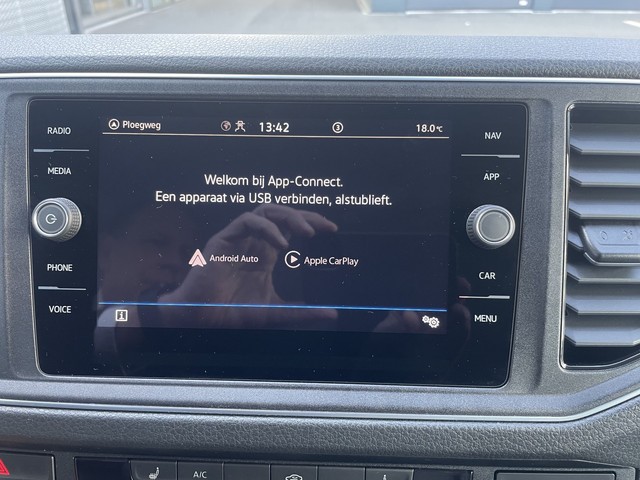 RADIO
MEDIA
PHONE
VOICE
Ploegweg
13:42
3
18.0°C
Welkom bij App-Connect.
Een apparaat via USB verbinden, alstublieft.
Android Auto
Apple CarPlay
i
NAV
APP
CAR
MENU
A/C